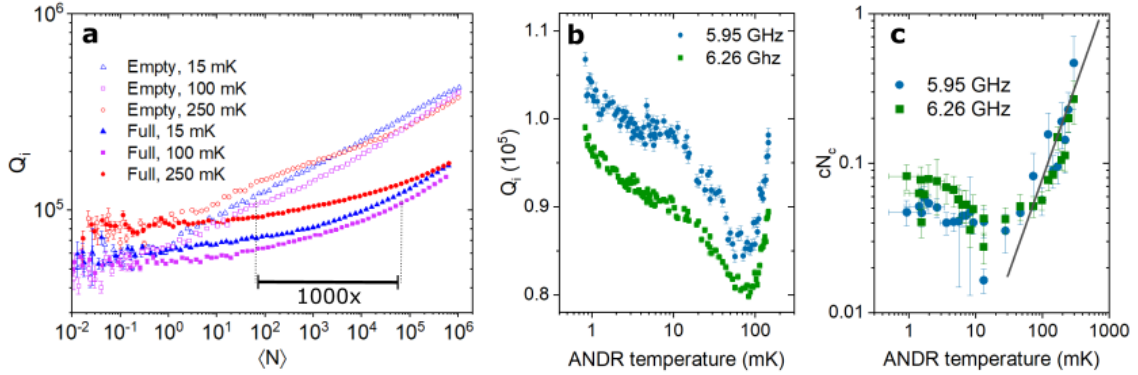 a
Empty, 15 mK
Empty, 100 mK
Empty, 250 mK
Full, 15 mK
Full, 100 mK
Full, 250 mK
1000x
Qi
10^6
10^5
10^-2
10^-1
10^0
10^1
10^2
10^3
10^4
10^5
10^6
⟨N⟩
b
5.95 GHz
6.26 Ghz
Qi (10^5)
1.1
1.0
0.9
0.8
1
10
100
ANDR temperature (mK)
c
5.95 GHz
6.26 GHz
cNc
1
0.1
0.01
1
10
100
1000
ANDR temperature (mK)